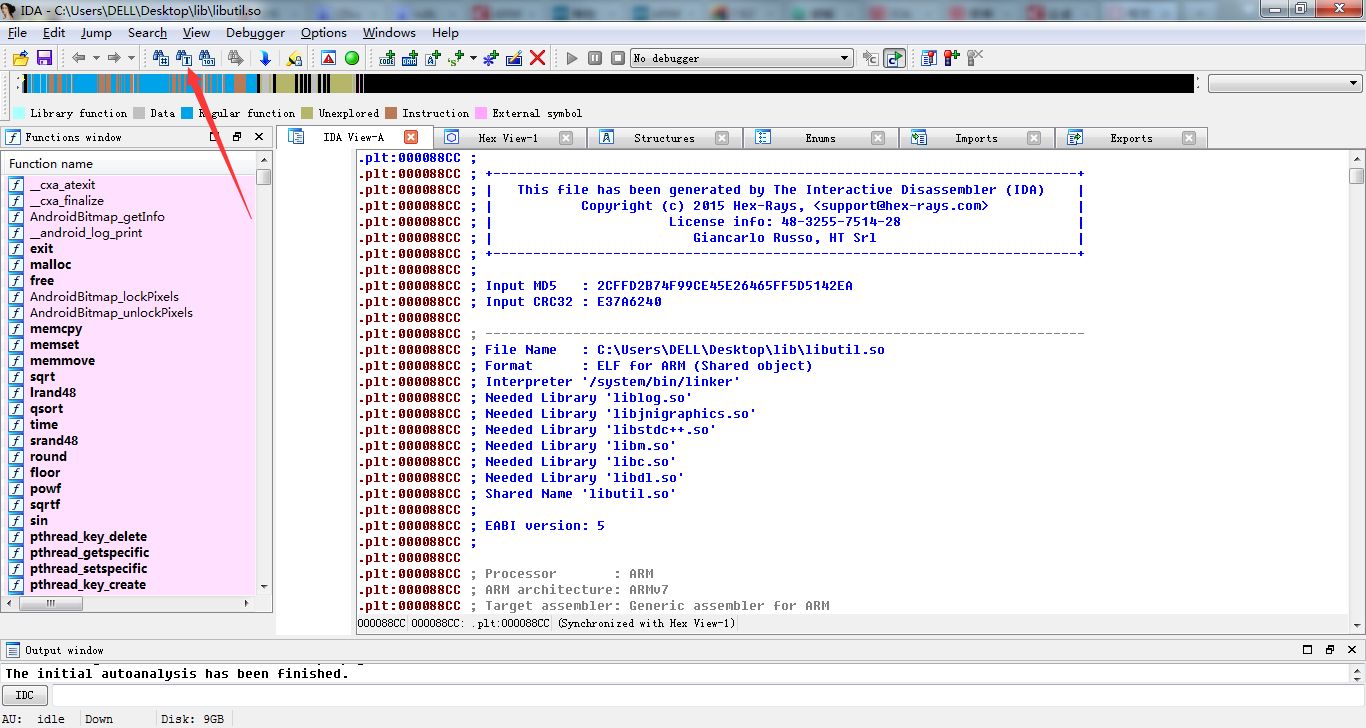 IDA - C:\Users\DELL\Desktop\lib\libutil.so
File Edit Jump Search View Debugger Options Windows Help
No debugger
Library function Data Regular function Unexplored Instruction External symbol
Functions window
IDA View-A Hex View-1 Structures Enums Imports Exports
Function name
__cxa_atexit
__cxa_finalize
AndroidBitmap_getInfo
__android_log_print
exit
malloc
free
AndroidBitmap_lockPixels
AndroidBitmap_unlockPixels
memcpy
memset
memmove
sqrt
lrand48
qsort
time
srand48
round
floor
powf
sqrtf
sin
pthread_key_delete
pthread_getspecific
pthread_setspecific
pthread_key_create
.plt:000088CC ;
.plt:000088CC ; +-------------------------------------------------------------------------+
.plt:000088CC ; | This file has been generated by The Interactive Disassembler (IDA) |
.plt:000088CC ; | Copyright (c) 2015 Hex-Rays, <support@hex-rays.com> |
.plt:000088CC ; | License info: 48-3255-7514-28 |
.plt:000088CC ; | Giancarlo Russo, HT Srl |
.plt:000088CC ; +-------------------------------------------------------------------------+
.plt:000088CC ;
.plt:000088CC ; Input MD5 : 2CFFD2B74F99CE45E26465FF5D5142EA
.plt:000088CC ; Input CRC32 : E37A6240
.plt:000088CC
.plt:000088CC ; ---------------------------------------------------------------------------
.plt:000088CC ; File Name : C:\Users\DELL\Desktop\lib\libutil.so
.plt:000088CC ; Format : ELF for ARM (Shared object)
.plt:000088CC ; Interpreter '/system/bin/linker'
.plt:000088CC ; Needed Library 'liblog.so'
.plt:000088CC ; Needed Library 'libjnigraphics.so'
.plt:000088CC ; Needed Library 'libstdc++.so'
.plt:000088CC ; Needed Library 'libm.so'
.plt:000088CC ; Needed Library 'libc.so'
.plt:000088CC ; Needed Library 'libdl.so'
.plt:000088CC ; Shared Name 'libutil.so'
.plt:000088CC ;
.plt:000088CC ; EABI version: 5
.plt:000088CC ;
.plt:000088CC
.plt:000088CC ; Processor : ARM
.plt:000088CC ; ARM architecture: ARMv7
.plt:000088CC ; Target assembler: Generic assembler for ARM
000088CC 000088CC: .plt:000088CC (Synchronized with Hex View-1)
Output window
The initial autoanalysis has been finished.
IDC
AU: idle Down Disk: 9GB